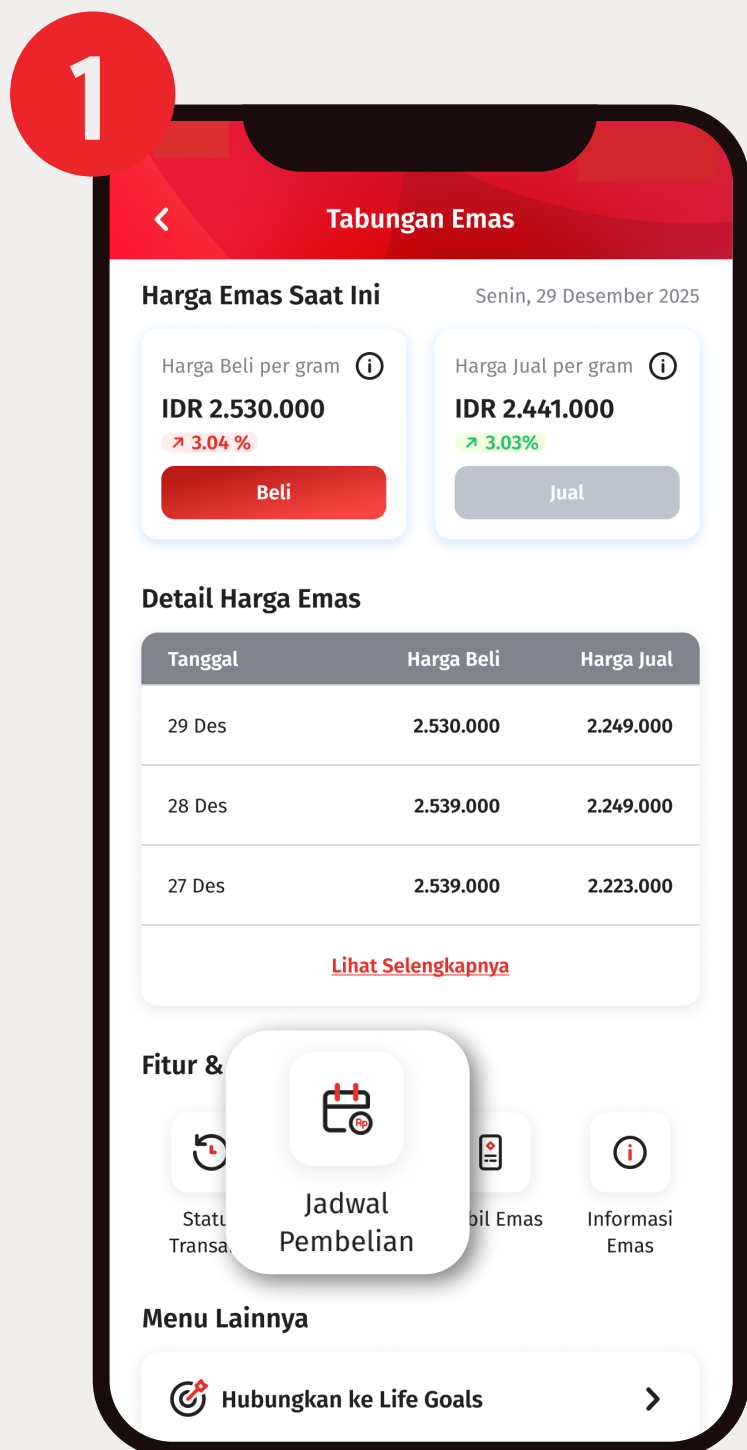 1
Tabungan Emas
Harga Emas Saat Ini
Senin, 29 Desember 2025
Harga Beli per gram
Harga Jual per gram
IDR 2.530.000
IDR 2.441.000
3.04 %
3.03%
Beli
Jual
Detail Harga Emas
Tanggal Harga Beli Harga Jual
29 Des 2.530.000 2.249.000
28 Des 2.539.000 2.249.000
27 Des 2.539.000 2.223.000
Lihat Selengkapnya
Fitur &
Rp
Jadwal
Pembelian
Emas
Informasi
Emas
Menu Lainnya
Hubungkan ke Life Goals